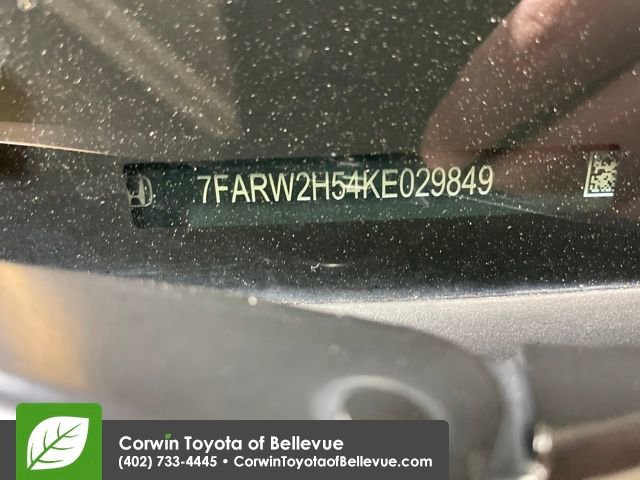 7FARW2H54KE029849
Corwin Toyota of Bellevue
(402) 733-4445 • CorwinToyotaofBellevue.com